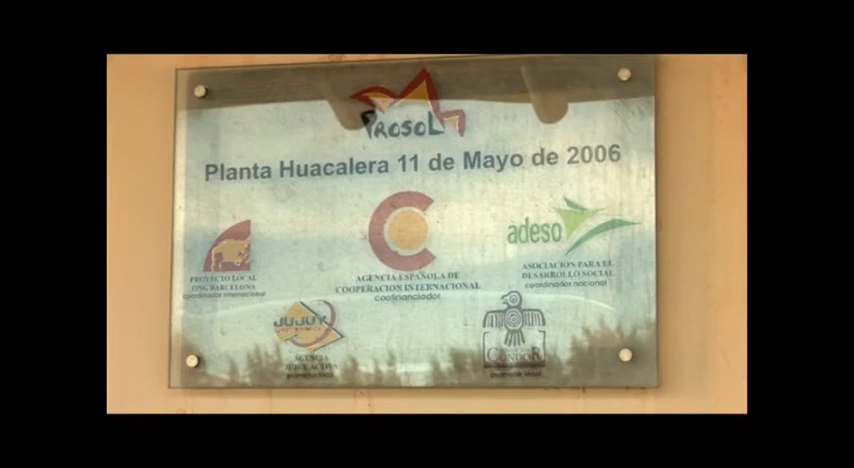 PROSOL
Planta Huacalera 11 de Mayo de 2006
PROYECTO LOCAL
ONG BARCELONA
coordinador internacional
AGENCIA ESPAÑOLA DE
COOPERACION INTERNACIONAL
cofinanciador
adeso
ASOCIACION PARA EL
DESARROLLO SOCIAL
coordinador nacional
JUJUY
AGENCIA
CONDOR